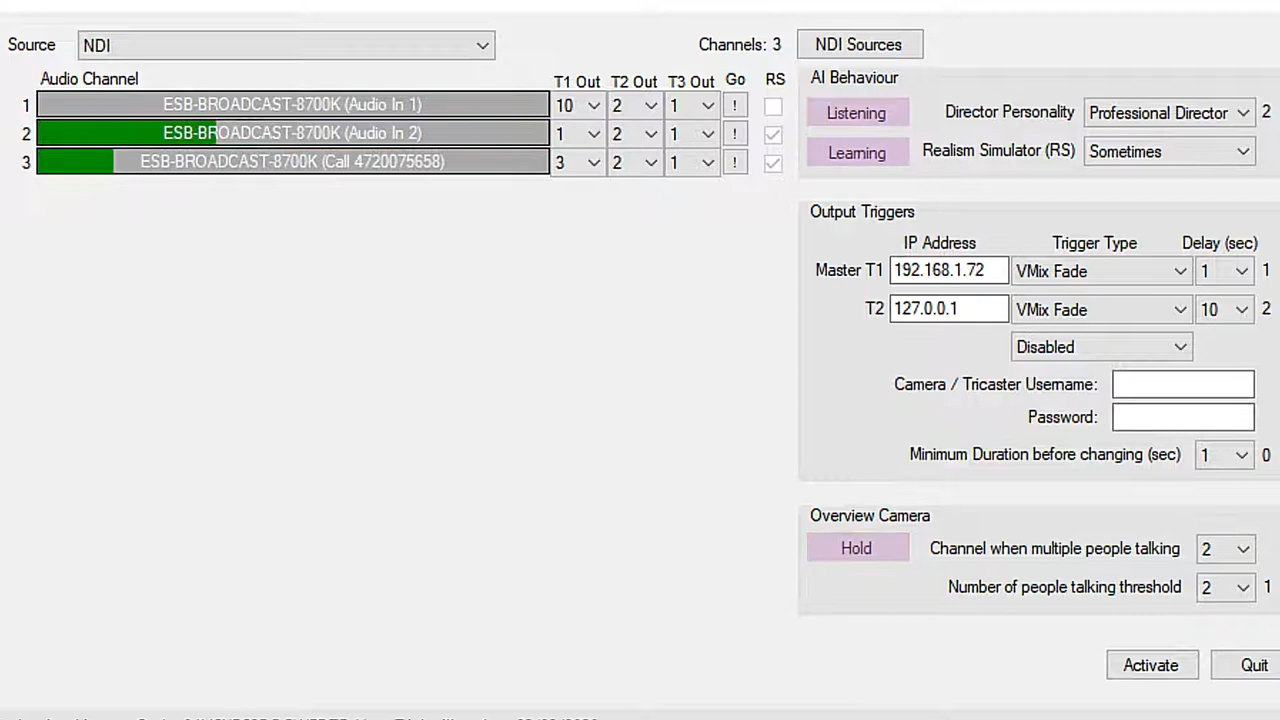 Source NDI Channels: 3 NDI Sources
Audio Channel T1 Out T2 Out T3 Out Go RS
1 ESB-BROADCAST-8700K (Audio In 1) 10 2 1 !
2 ESB-BROADCAST-8700K (Audio In 2) 1 2 1 !
3 ESB-BROADCAST-8700K (Call 4720075658) 3 2 1 !
AI Behaviour
Listening Director Personality Professional Director 2
Learning Realism Simulator (RS) Sometimes
Output Triggers
IP Address Trigger Type Delay (sec)
Master T1 192.168.1.72 VMix Fade 1 1
T2 127.0.0.1 VMix Fade 10 2
Disabled
Camera / Tricaster Username:
Password:
Minimum Duration before changing (sec) 1 0
Overview Camera
Hold Channel when multiple people talking 2
Number of people talking threshold 2 1
Activate Quit